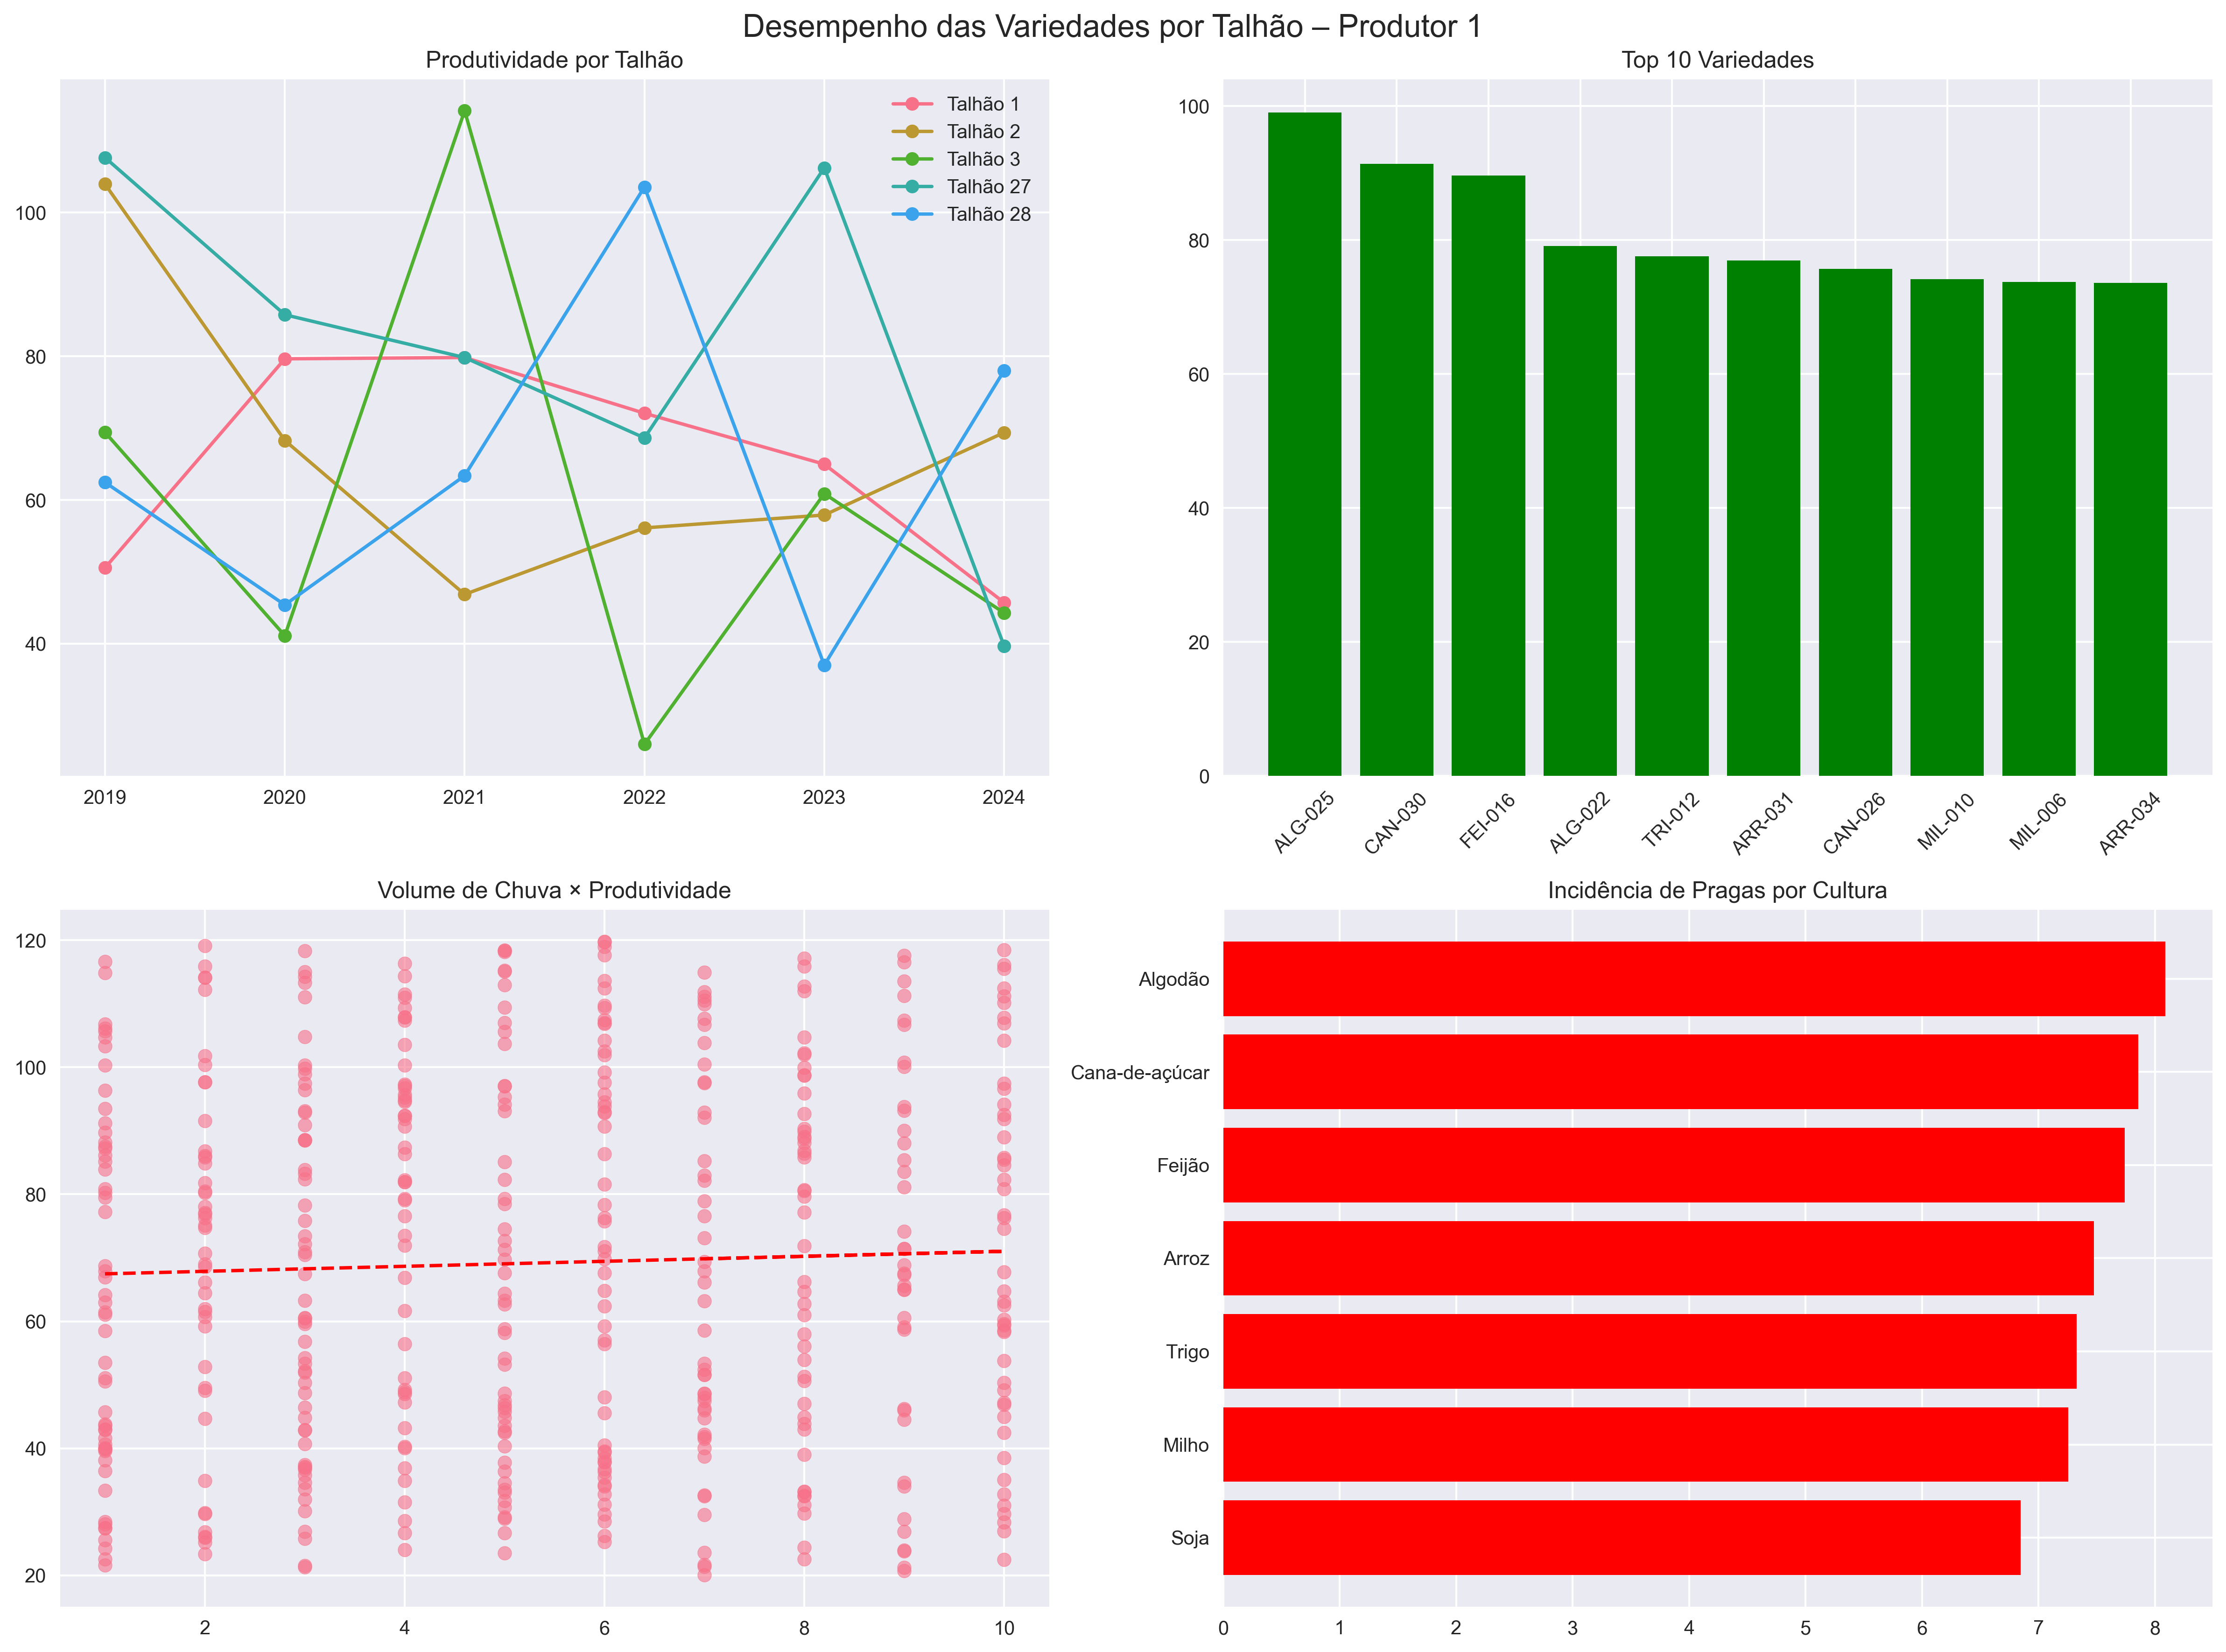 Desempenho das Variedades por Talhão – Produtor 1
Produtividade por Talhão
Talhão 1
Talhão 2
Talhão 3
Talhão 27
Talhão 28
100
80
60
40
2019 2020 2021 2022 2023 2024
Top 10 Variedades
100
80
60
40
20
0
ALG-025 CAN-030 FEI-016 ALG-022 TRI-012 ARR-031 CAN-026 MIL-010 MIL-006 ARR-034
Volume de Chuva × Produtividade
120
100
80
60
40
20
2 4 6 8 10
Incidência de Pragas por Cultura
Algodão
Cana-de-açúcar
Feijão
Arroz
Trigo
Milho
Soja
0 1 2 3 4 5 6 7 8